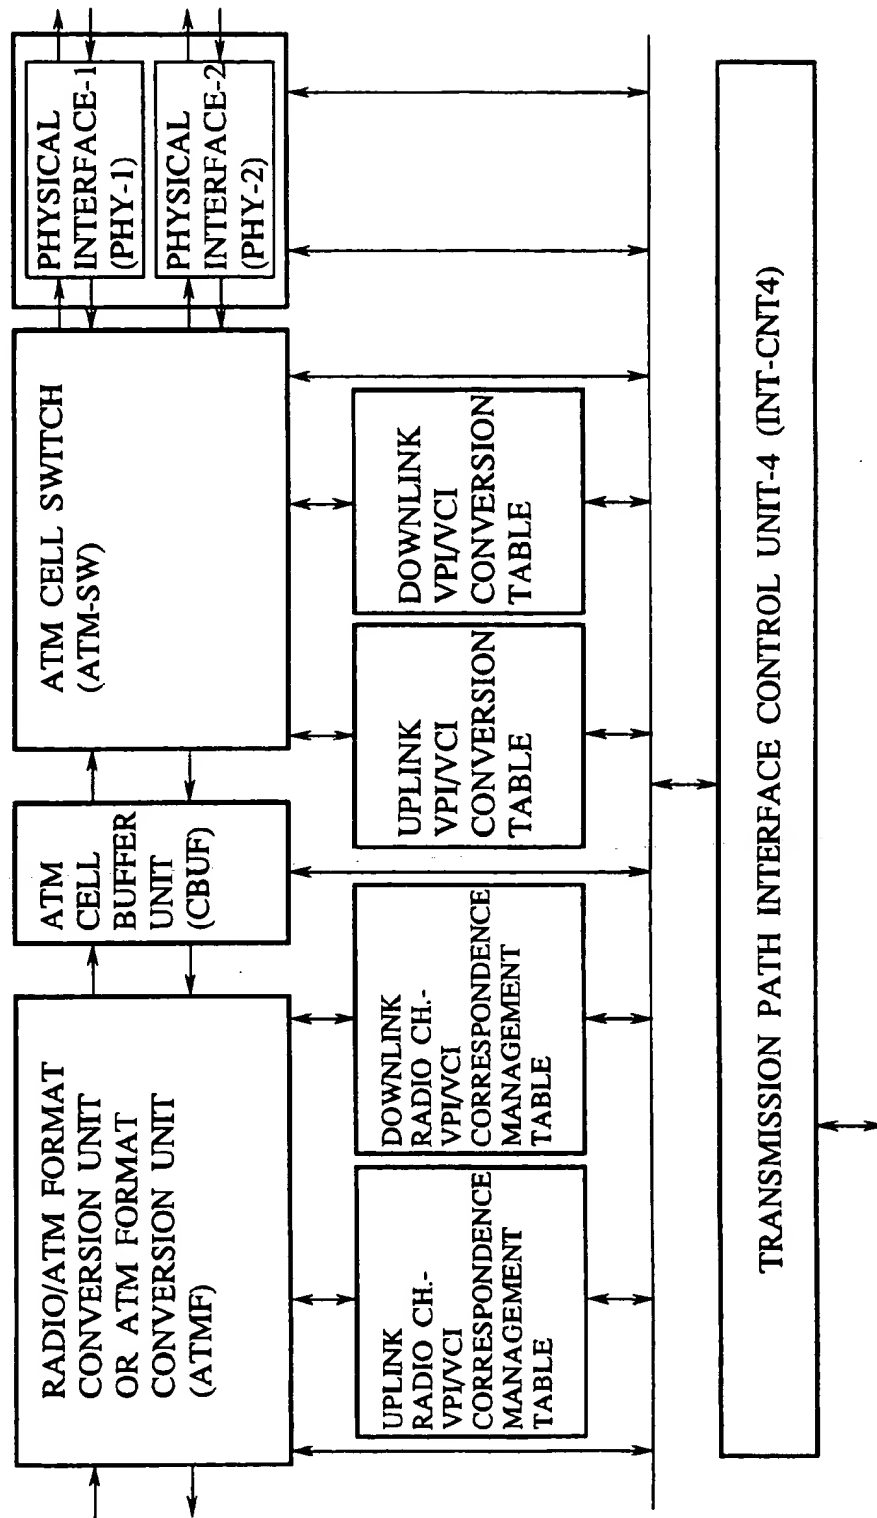 RADIO/ATM FORMAT
CONVERSION UNIT
OR ATM FORMAT
CONVERSION UNIT
(ATMF)
ATM
CELL
BUFFER
UNIT
(CBUF)
ATM CELL SWITCH
(ATM-SW)
PHYSICAL
INTERFACE-1
(PHY-1)
PHYSICAL
INTERFACE-2
(PHY-2)
UPLINK
RADIO CH.-
VPI/VCI
CORRESPONDENCE
MANAGEMENT
TABLE
DOWNLINK
RADIO CH.-
VPI/VCI
CORRESPONDENCE
MANAGEMENT
TABLE
UPLINK
VPI/VCI
CONVERSION
TABLE
DOWNLINK
VPI/VCI
CONVERSION
TABLE
TRANSMISSION PATH INTERFACE CONTROL UNIT-4 (INT-CNT4)